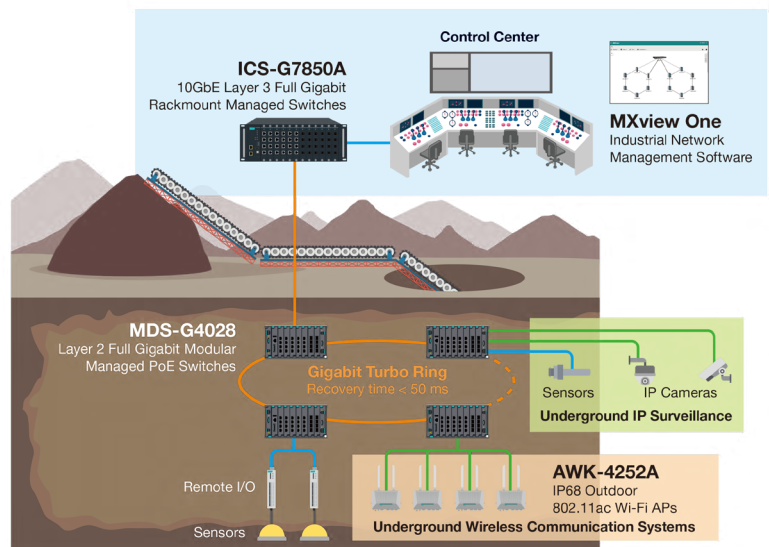 ICS-G7850A
10GbE Layer 3 Full Gigabit
Rackmount Managed Switches
Control Center
MXview One
Industrial Network
Management Software
MDS-G4028
Layer 2 Full Gigabit Modular
Managed PoE Switches
Gigabit Turbo Ring
Recovery time < 50 ms
Sensors
IP Cameras
Underground IP Surveillance
Remote I/O
Sensors
AWK-4252A
IP68 Outdoor
802.11ac Wi-Fi APs
Underground Wireless Communication Systems